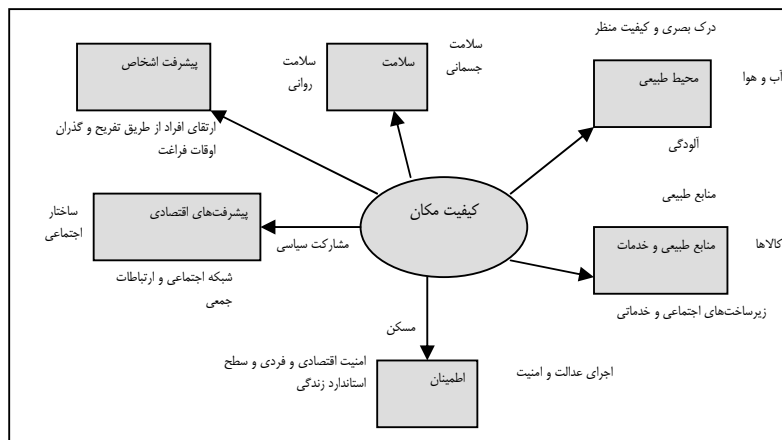 درک بصری و کیفیت منظر
سلامت
جسمانی
سلامت
روانی
سلامت
پیشرفت اشخاص
محیط طبیعی
آب و هوا
ارتقای افراد از طریق تفریح و گذران
اوقات فراغت
آلودگی
منابع طبیعی
ساختار
اجتماعی
پیشرفت‌های اقتصادی
کیفیت مکان
مشارکت سیاسی
منابع طبیعی و خدمات
کالاها
شبکه اجتماعی و ارتباطات
جمعی
زیرساخت‌های اجتماعی و خدماتی
مسکن
امنیت اقتصادی و فردی و سطح
استاندارد زندگی
اطمینان
اجرای عدالت و امنیت